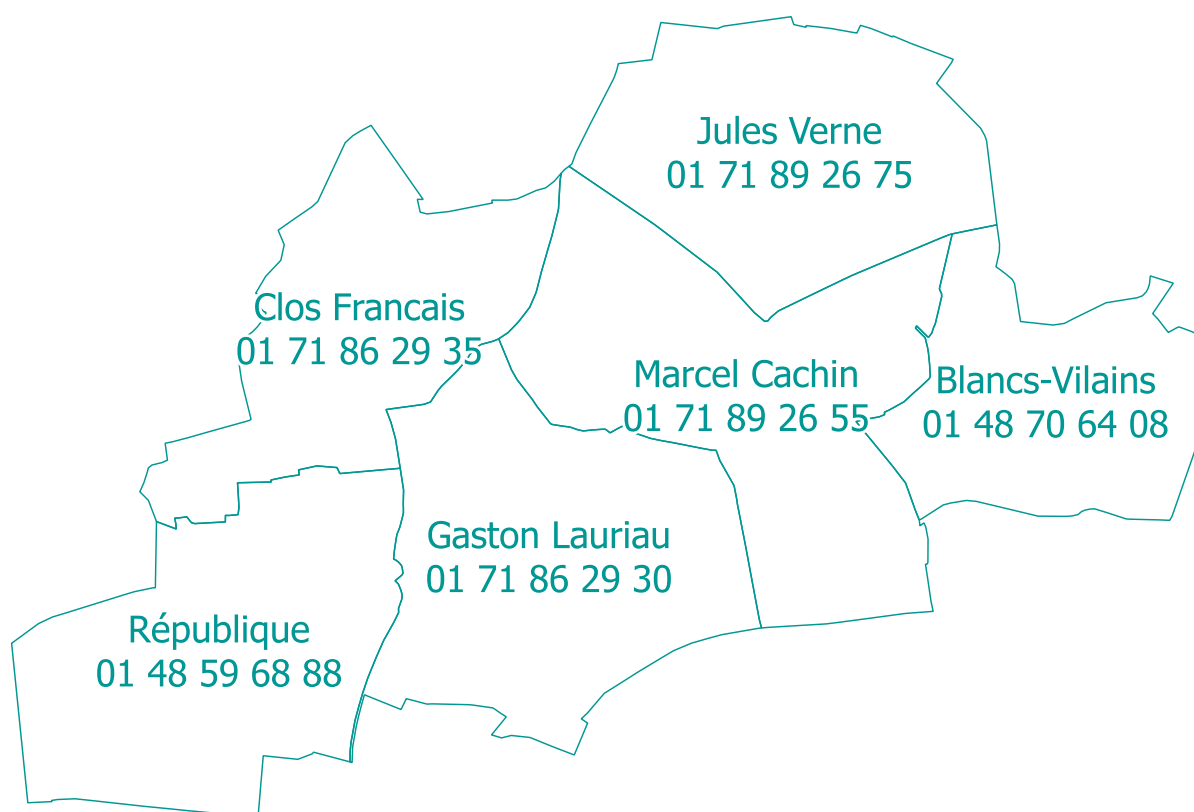 Jules Verne
01 71 89 26 75
Clos Francais
01 71 86 29 35
Marcel Cachin
01 71 89 26 55
Blancs-Vilains
01 48 70 64 08
Gaston Lauriau
01 71 86 29 30
République
01 48 59 68 88